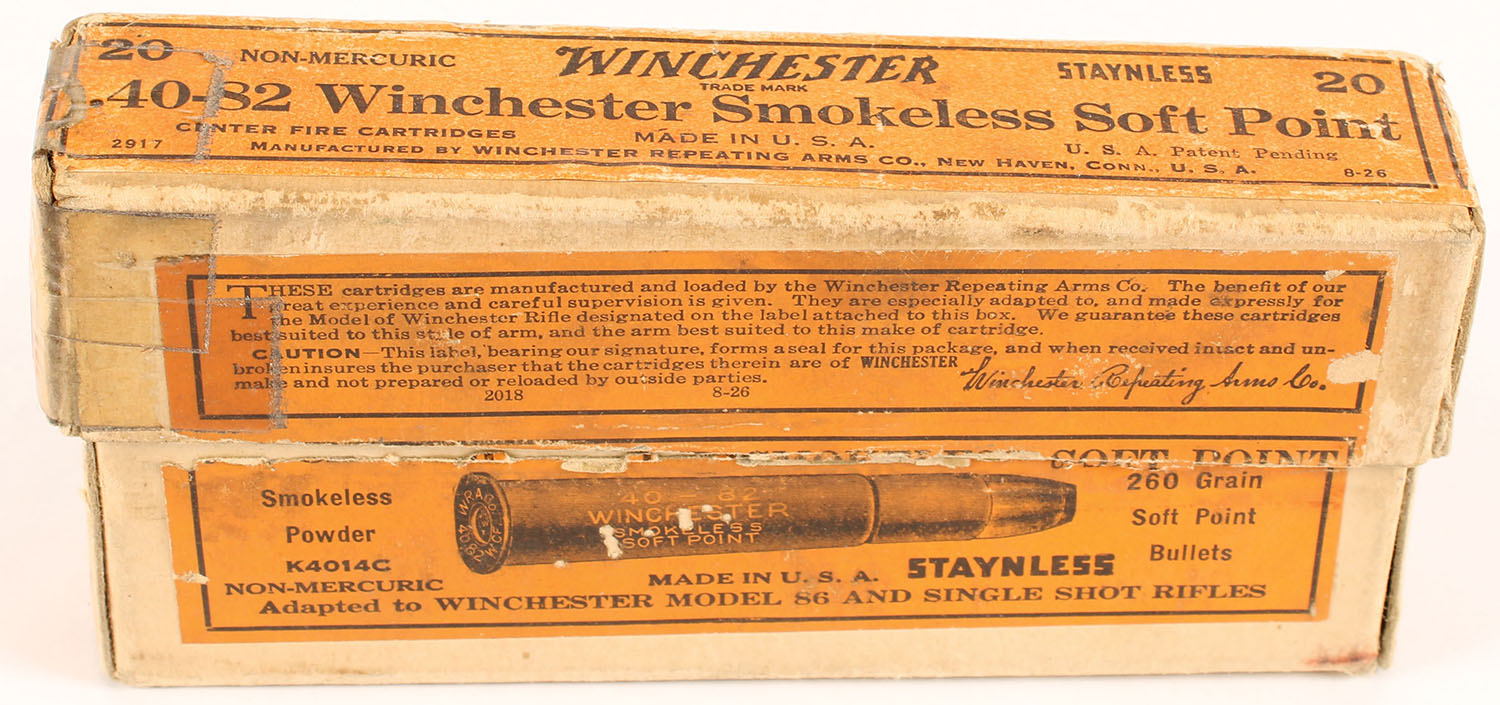 20 NON-MERCURIC WINCHESTER STAYNLESS 20
TRADE MARK
.40-82 Winchester Smokeless Soft Point
CENTER FIRE CARTRIDGES MADE IN U. S. A. U. S. A. Patent Pending
2917 MANUFACTURED BY WINCHESTER REPEATING ARMS CO., NEW HAVEN, CONN., U. S. A. 8-26
THESE cartridges are manufactured and loaded by the Winchester Repeating Arms Co. The benefit of our
great experience and careful supervision is given. They are especially adapted to, and made expressly for
the Model of Winchester Rifle designated on the label attached to this box. We guarantee these cartridges
best suited to this style of arm, and the arm best suited to this make of cartridge.
CAUTION—This label, bearing our signature, forms a seal for this package, and when received intact and un-
broken insures the purchaser that the cartridges therein are of WINCHESTER
make and not prepared or reloaded by outside parties. Winchester Repeating Arms Co.
2018 8-26
SOFT POINT
Smokeless
Powder
K4014C
NON-MERCURIC
W.R.A.CO.
40-82
W.C.F.
40-82
WINCHESTER
SMOKELESS
SOFT POINT
260 Grain
Soft Point
Bullets
MADE IN U. S. A. STAYNLESS
Adapted to WINCHESTER MODEL 86 AND SINGLE SHOT RIFLES